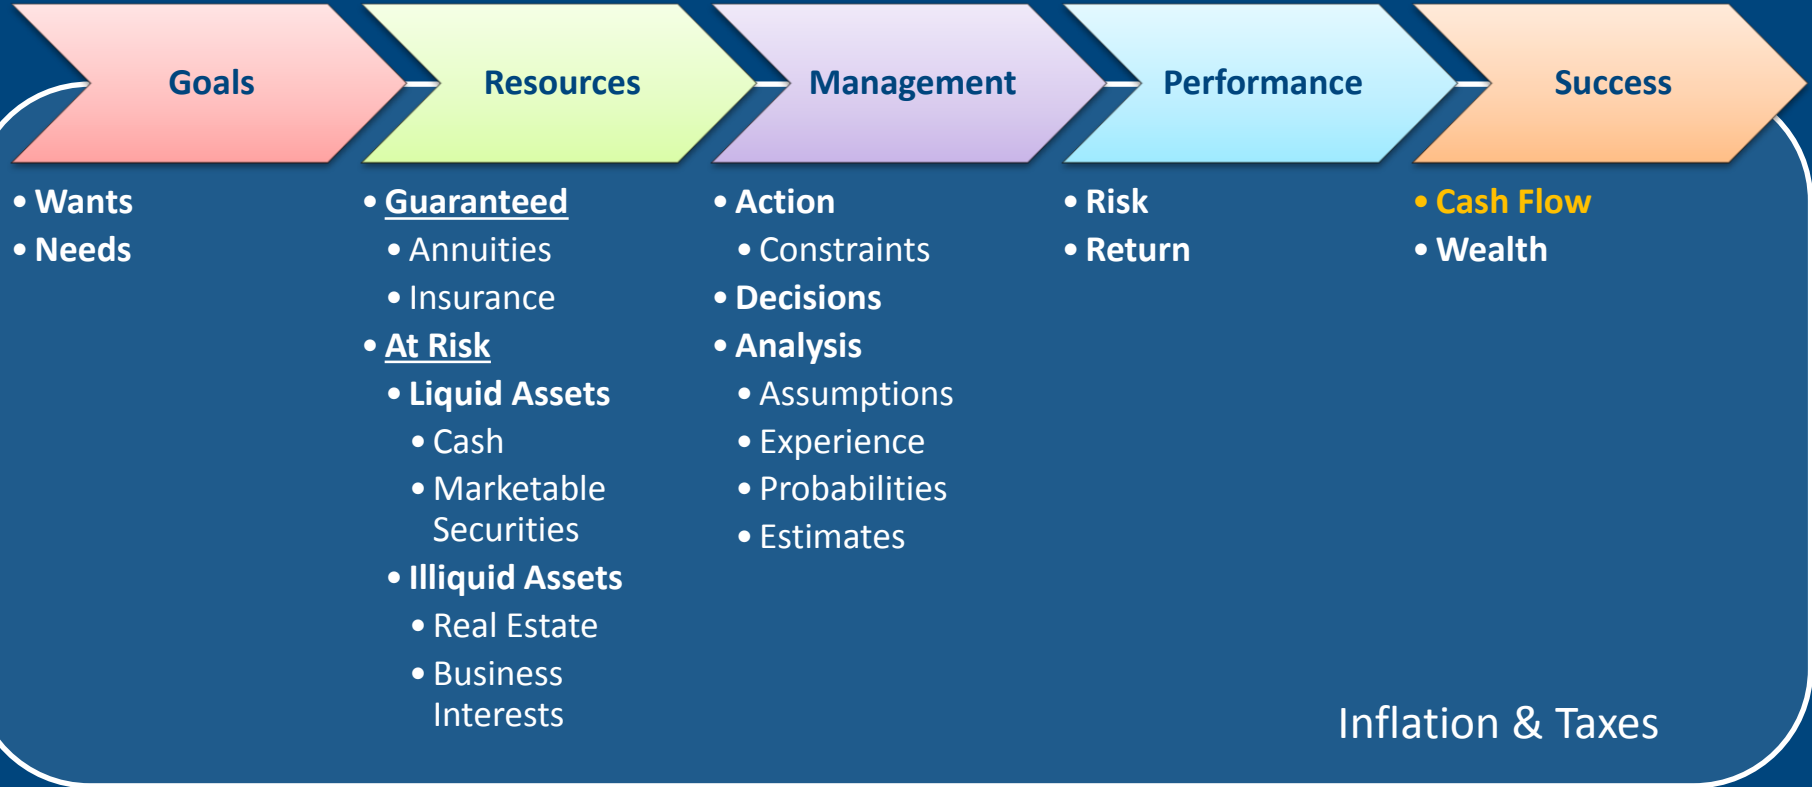 Goals
Resources
Management
Performance
Success
• Wants
• Needs
• Guaranteed
• Annuities
• Insurance
• At Risk
• Liquid Assets
• Cash
• Marketable
Securities
• Illiquid Assets
• Real Estate
• Business
Interests
• Action
• Constraints
• Decisions
• Analysis
• Assumptions
• Experience
• Probabilities
• Estimates
• Risk
• Return
• Cash Flow
• Wealth
Inflation & Taxes